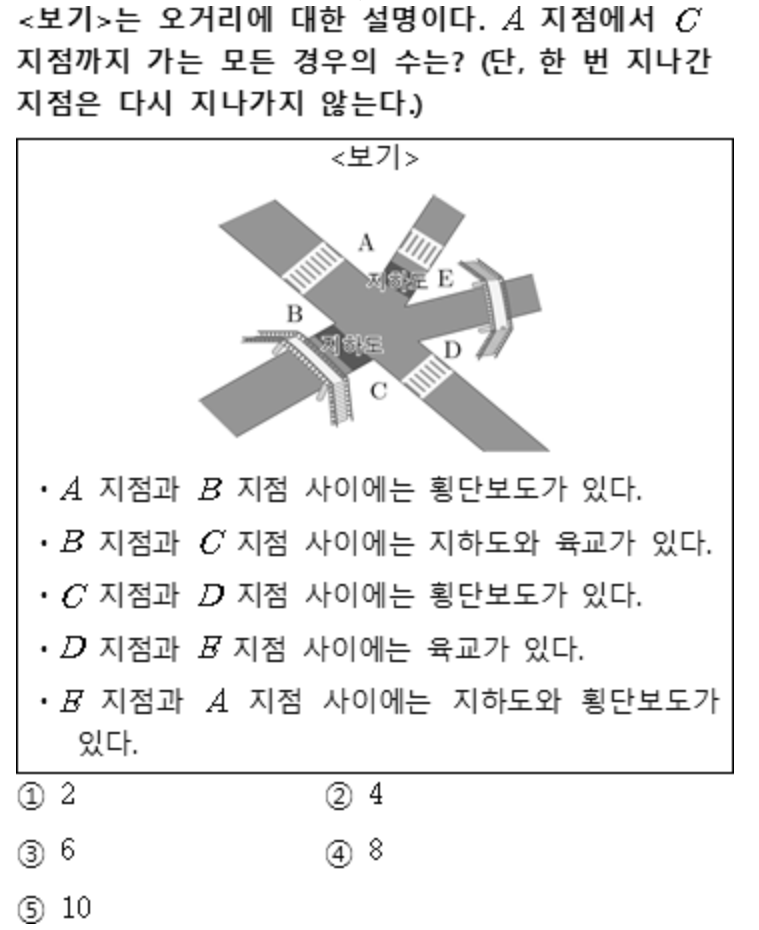 <보기>는 오거리에 대한 설명이다. A 지점에서 C
지점까지 가는 모든 경우의 수는? (단, 한 번 지나간
지점은 다시 지나가지 않는다.)
<보기>
A
지하도 E
B
지하도
D
C
· A 지점과 B 지점 사이에는 횡단보도가 있다.
· B 지점과 C 지점 사이에는 지하도와 육교가 있다.
· C 지점과 D 지점 사이에는 횡단보도가 있다.
· D 지점과 E 지점 사이에는 육교가 있다.
· E 지점과 A 지점 사이에는 지하도와 횡단보도가
있다.
① 2
② 4
③ 6
④ 8
⑤ 10